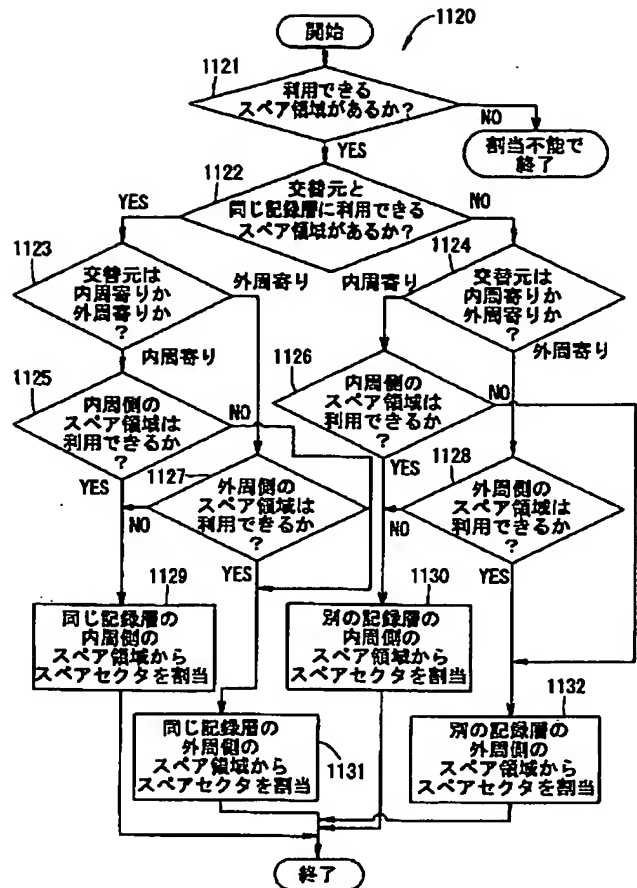 1120
開始
1121
利用できる
スペア領域があるか?
NO
割当不能で
終了
YES
1122
交替元と
同じ記録層に利用できる
スペア領域があるか?
YES
NO
1123
交替元は
内周寄りか
外周寄りか
?
外周寄り
内周寄り
1124
交替元は
内周寄りか
外周寄りか
?
内周寄り
外周寄り
1125
内周側の
スペア領域は
利用できるか
?
NO
YES
1126
内周側の
スペア領域は
利用できるか
?
NO
YES
1127
外周側の
スペア領域は
利用できるか
?
NO
YES
1128
外周側の
スペア領域は
利用できるか
?
NO
YES
1129
同じ記録層の
内周側の
スペア領域から
スペアセクタを割当
1130
別の記録層の
内周側の
スペア領域から
スペアセクタを割当
1131
同じ記録層の
外周側の
スペア領域から
スペアセクタを割当
1132
別の記録層の
外周側の
スペア領域から
スペアセクタを割当
終了